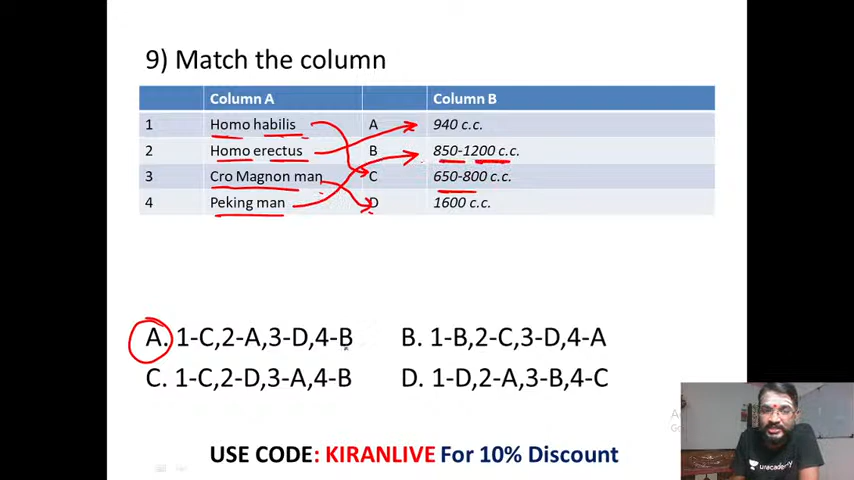 9) Match the column
Column A Column B
1 Homo habilis A 940 c.c.
2 Homo erectus B 850-1200 c.c.
3 Cro Magnon man C 650-800 c.c.
4 Peking man D 1600 c.c.
A. 1-C,2-A,3-D,4-B B. 1-B,2-C,3-D,4-A
C. 1-C,2-D,3-A,4-B D. 1-D,2-A,3-B,4-C
USE CODE: KIRANLIVE For 10% Discount
unacademy